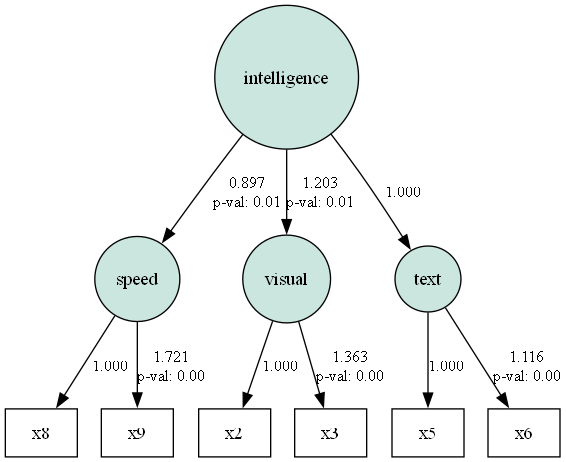 intelligence
0.897
p-val: 0.01
1.203
p-val: 0.01
1.000
speed
visual
text
1.000
1.721
p-val: 0.00
1.000
1.363
p-val: 0.00
1.000
1.116
p-val: 0.00
x8
x9
x2
x3
x5
x6